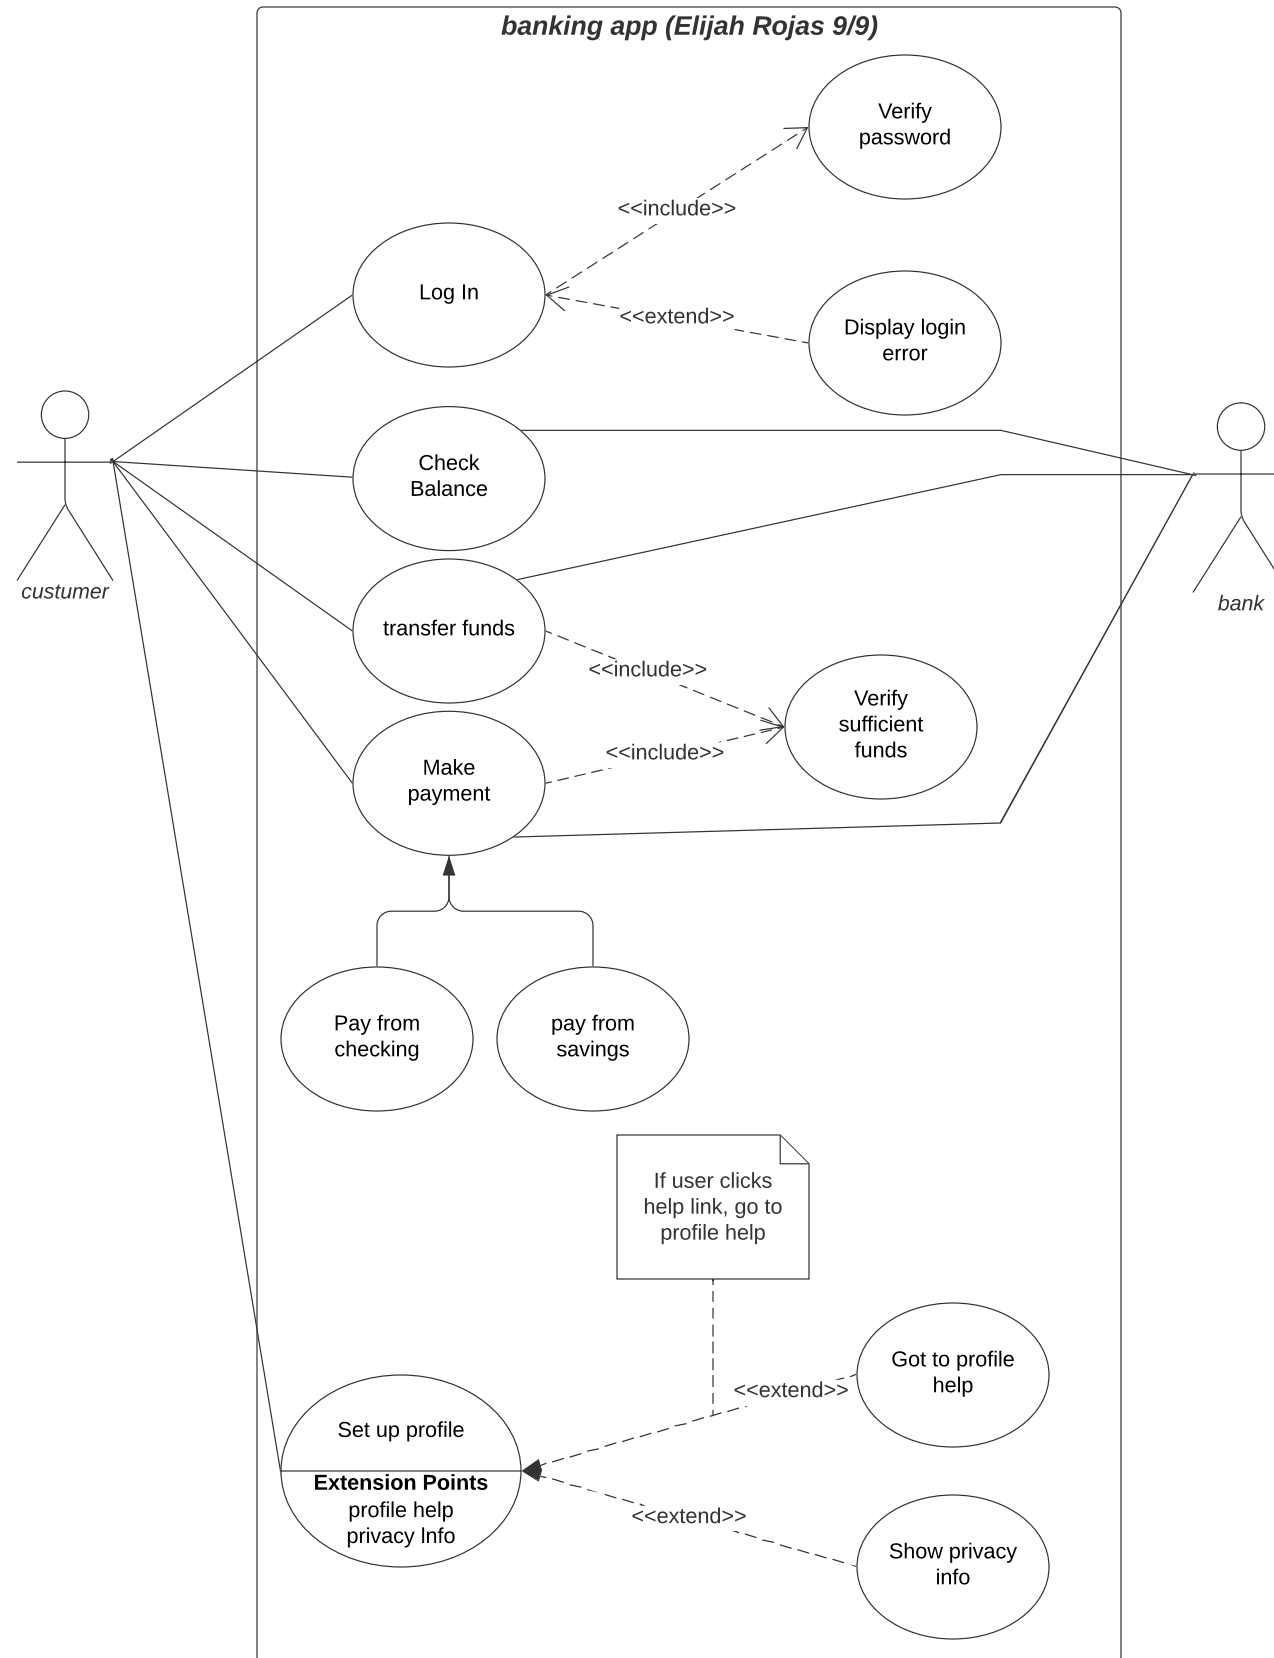 banking app (Elijah Rojas 9/9)
Verify
password
<<include>>
Log In
<<extend>>
Display login
error
Check
Balance
custumer
bank
transfer funds
<<include>>
Verify
sufficient
funds
<<include>>
Make
payment
Pay from
checking
pay from
savings
If user clicks
help link, go to
profile help
Got to profile
help
<<extend>>
Set up profile
Extension Points
profile help
privacy Info
<<extend>>
Show privacy
info